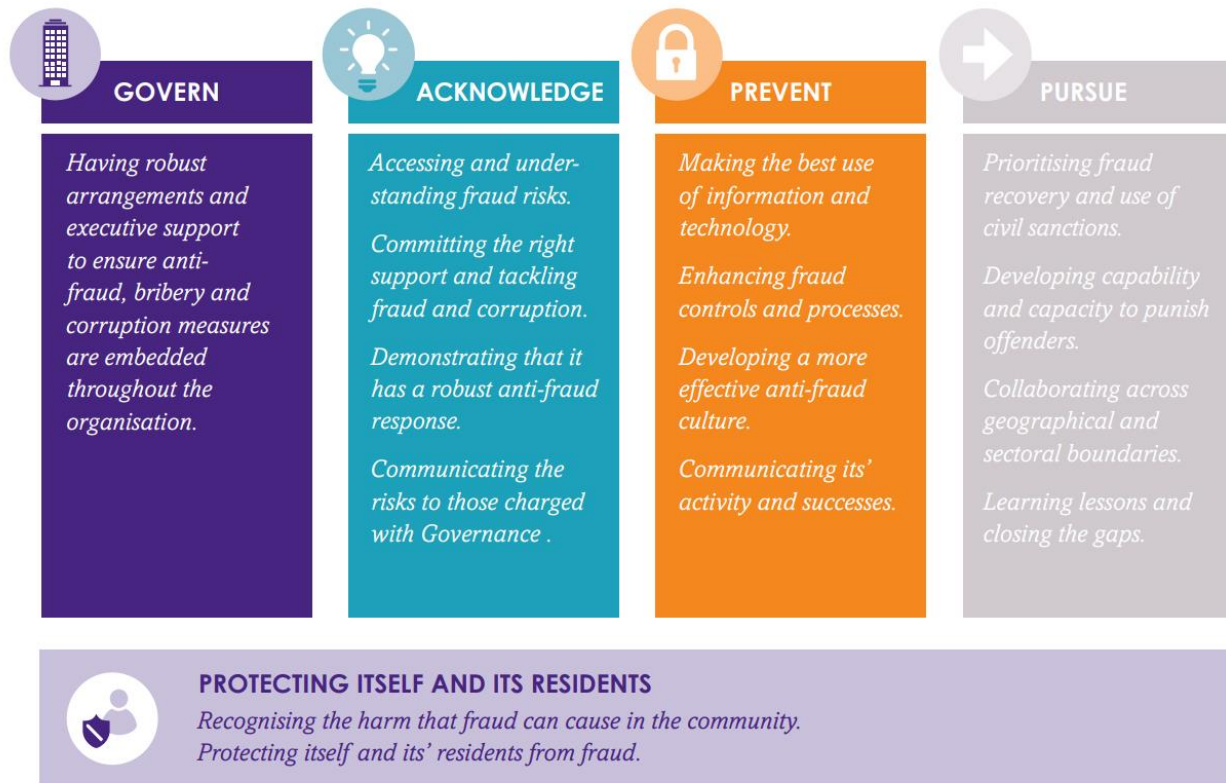 GOVERN
Having robust
arrangements and
executive support
to ensure anti-
fraud, bribery and
corruption measures
are embedded
throughout the
organisation.
ACKNOWLEDGE
Accessing and under-
standing fraud risks.
Committing the right
support and tackling
fraud and corruption.
Demonstrating that it
has a robust anti-fraud
response.
Communicating the
risks to those charged
with Governance .
PREVENT
Making the best use
of information and
technology.
Enhancing fraud
controls and processes.
Developing a more
effective anti-fraud
culture.
Communicating its’
activity and successes.
PURSUE
Prioritising fraud
recovery and use of
civil sanctions.
Developing capability
and capacity to punish
offenders.
Collaborating across
geographical and
sectoral boundaries.
Learning lessons and
closing the gaps.
PROTECTING ITSELF AND ITS RESIDENTS
Recognising the harm that fraud can cause in the community.
Protecting itself and its’ residents from fraud.